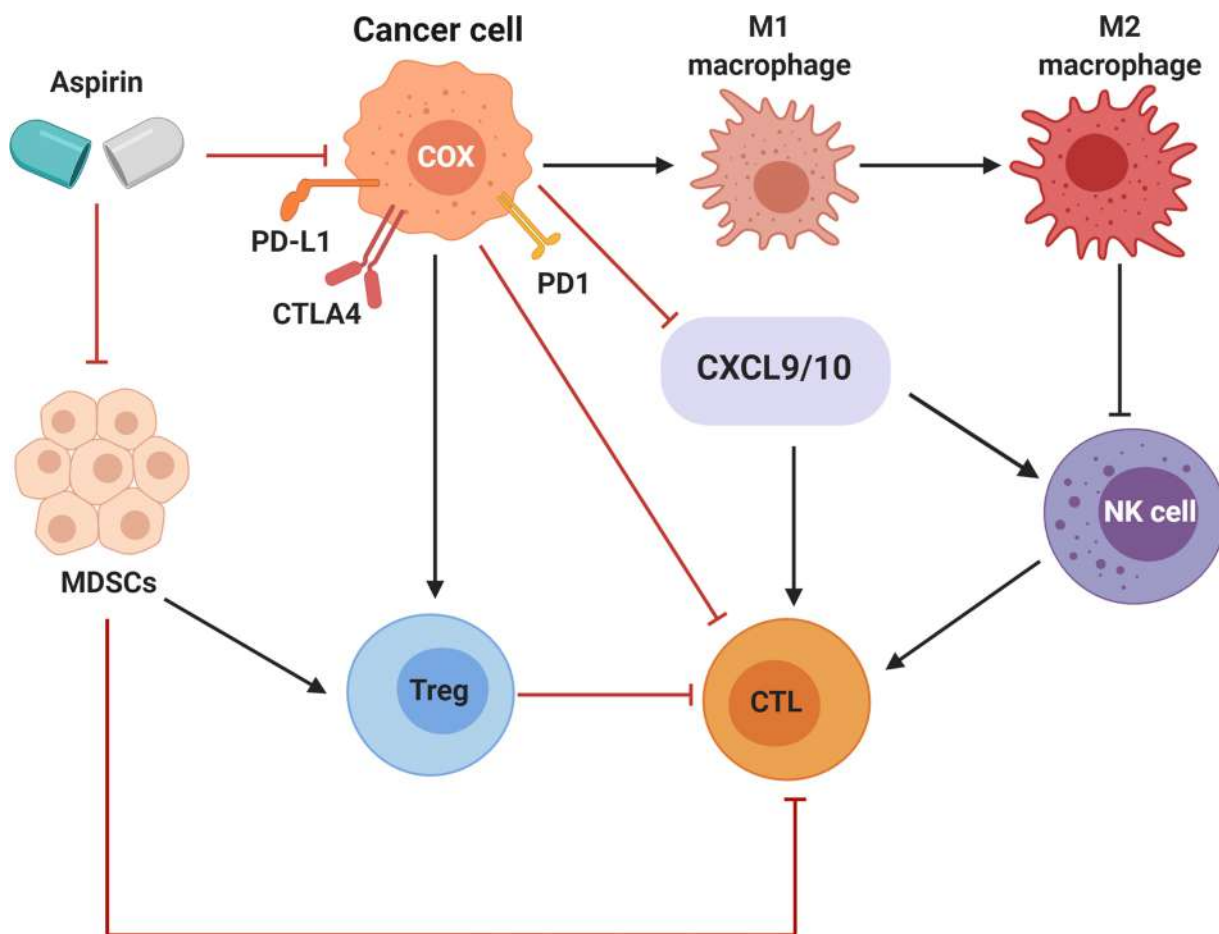 Cancer cell
M1
macrophage
M2
macrophage
Aspirin
COX
PD-L1
PD1
CTLA4
CXCL9/10
NK cell
MDSCs
Treg
CTL